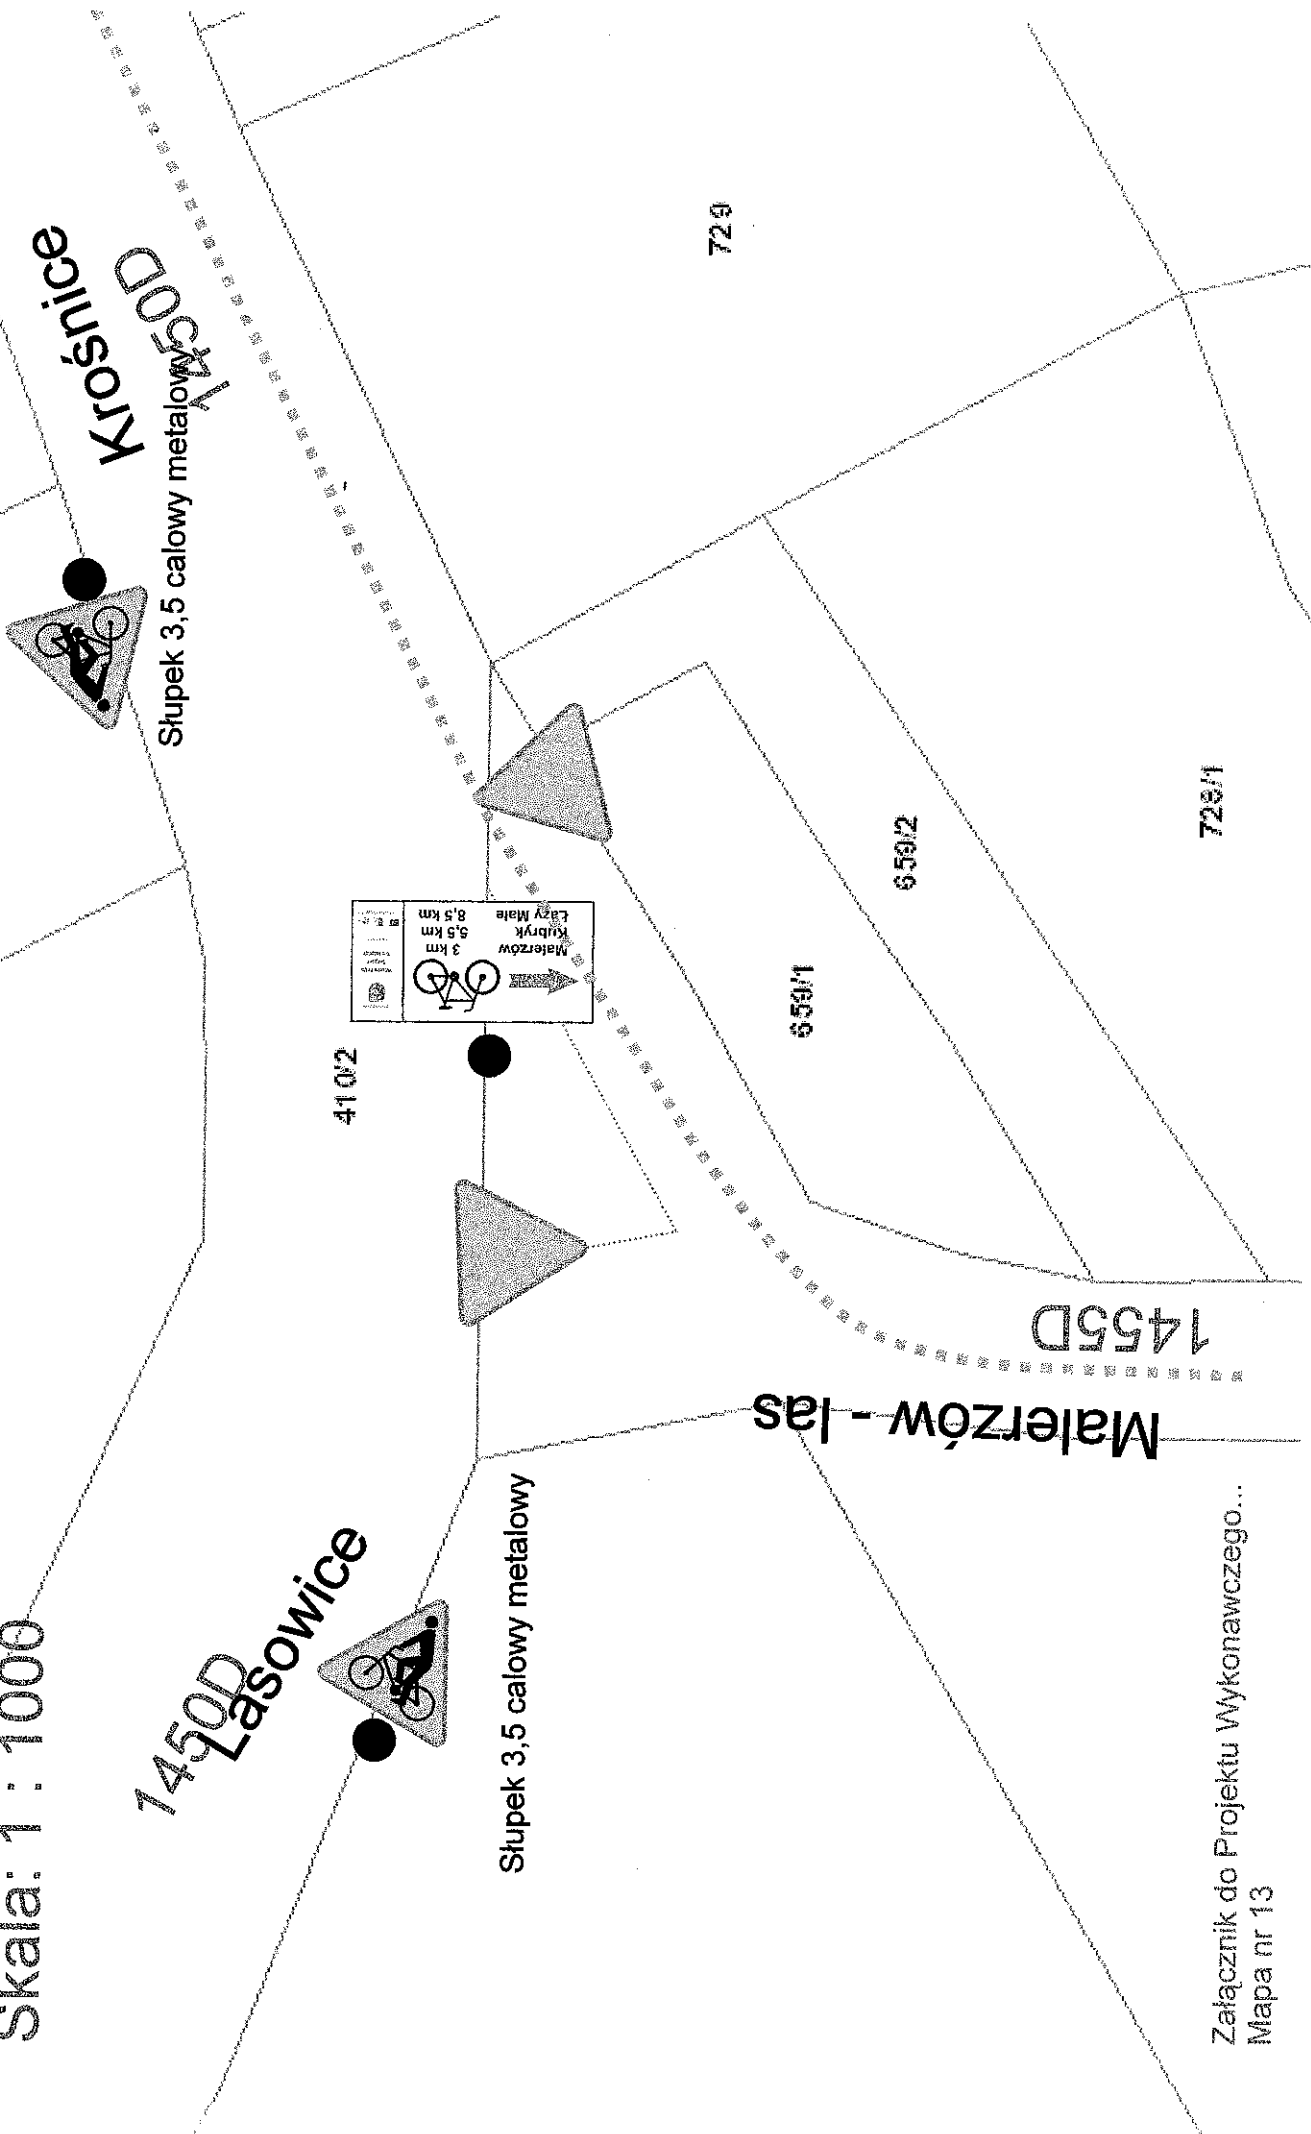 Skala: 1 : 1000
1450D
Lasowice
Słupek 3,5 calowy metalowy
Krośnice
1450D
Słupek 3,5 calowy metalowy
410/2
Malerzów 3 km
Kubryk 5,5 km
Łazy Małe 8,5 km
729
659/1
659/2
728/1
1455D
Malerzów - las
Załącznik do Projektu Wykonawczego...
Mapa nr 13